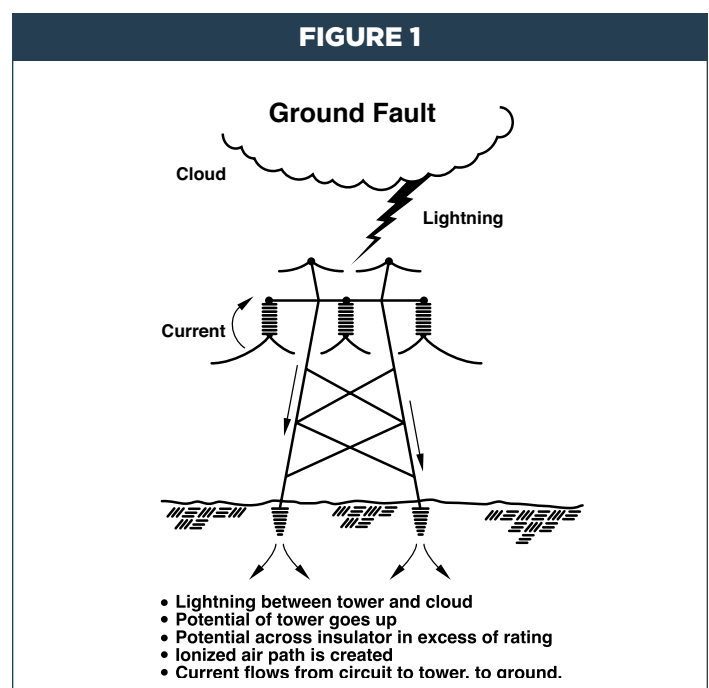 FIGURE 1
Ground Fault
Cloud
Lightning
Current
• Lightning between tower and cloud
• Potential of tower goes up
• Potential across insulator in excess of rating
• Ionized air path is created
• Current flows from circuit to tower, to ground.